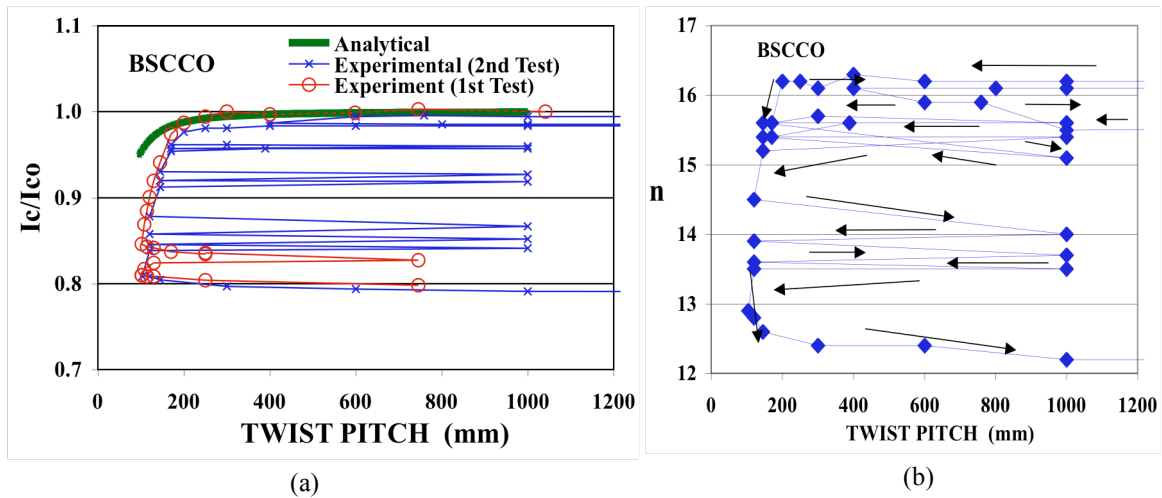 1.1
1.0
0.9
0.8
0.7
Ic/Ico
BSCCO
Analytical
Experimental (2nd Test)
Experiment (1st Test)
0 200 400 600 800 1000 1200
TWIST PITCH (mm)
(a)
17
16
15
14
13
12
n
BSCCO
0 200 400 600 800 1000 1200
TWIST PITCH (mm)
(b)